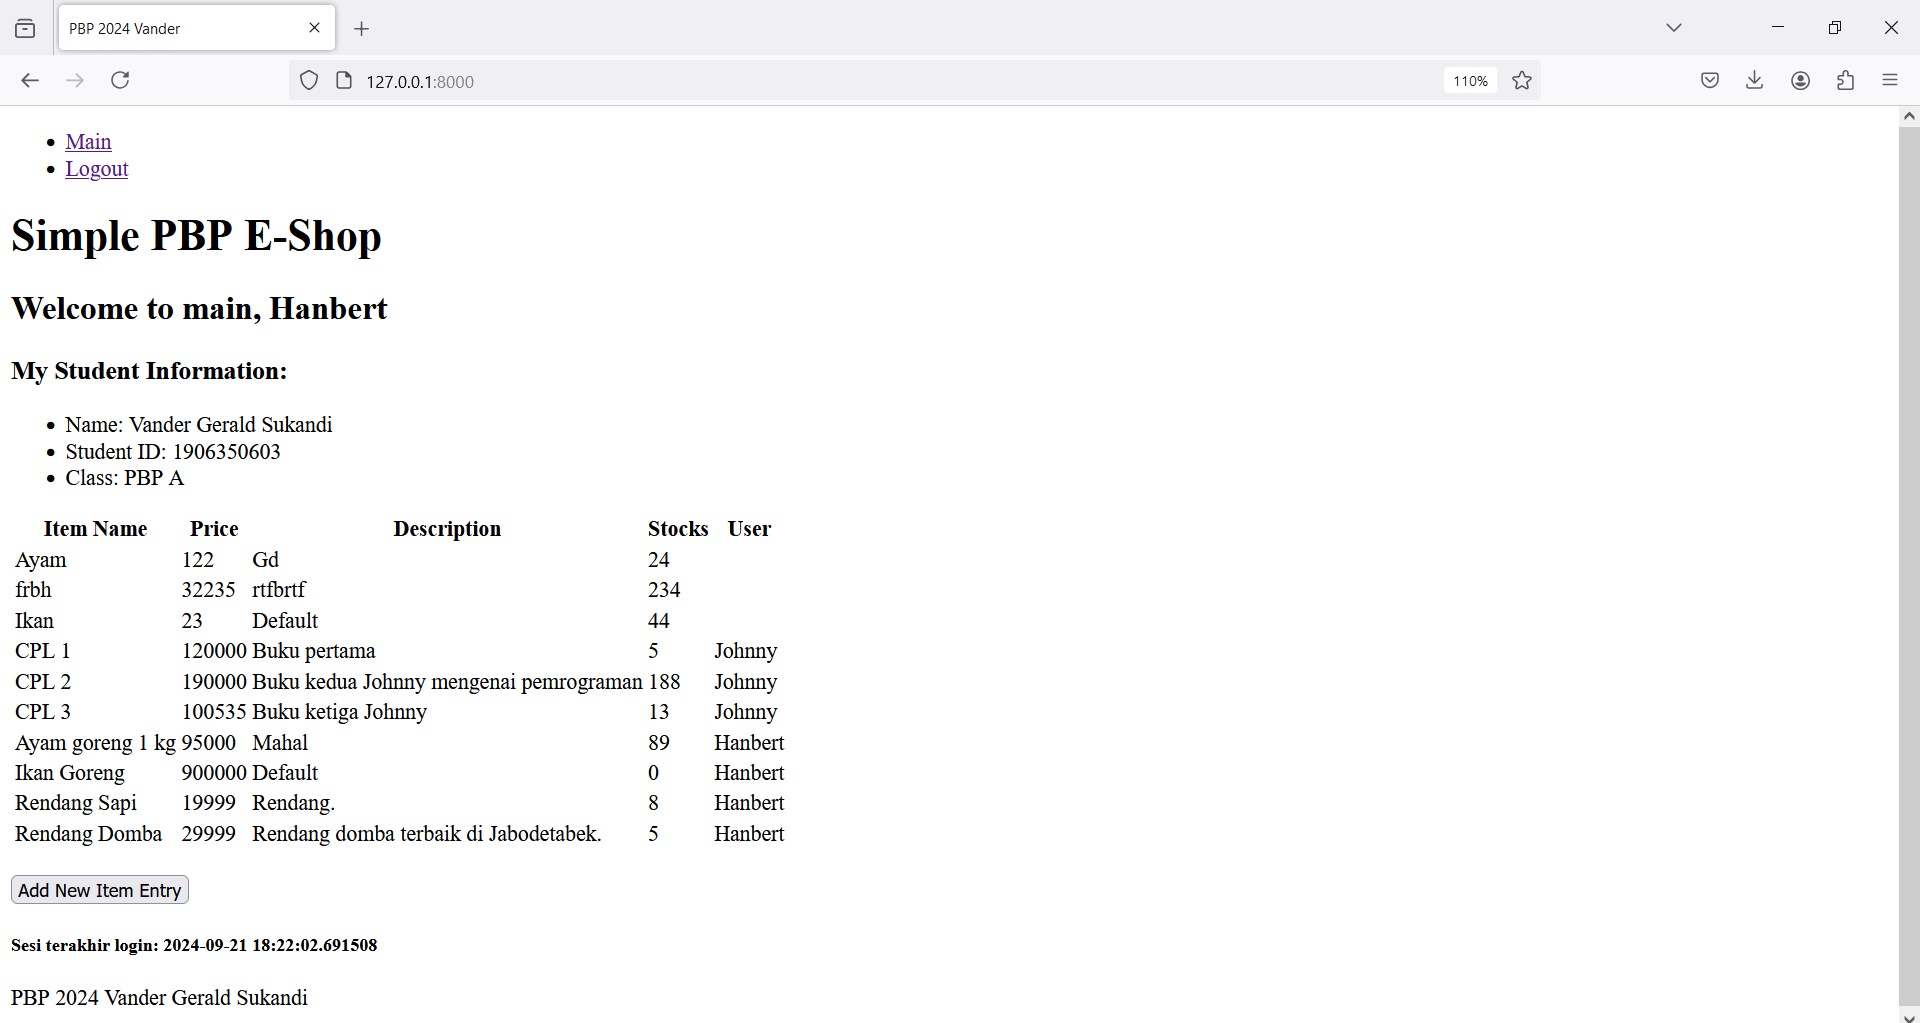 PBP 2024 Vander
127.0.0.1:8000
110%
Main
Logout
Simple PBP E-Shop
Welcome to main, Hanbert
My Student Information:
Name: Vander Gerald Sukandi
Student ID: 1906350603
Class: PBP A
Item Name Price Description Stocks User
Ayam 122 Gd 24
frbh 32235 rtfbrtf 234
Ikan 23 Default 44
CPL 1 120000 Buku pertama 5 Johnny
CPL 2 190000 Buku kedua Johnny mengenai pemrograman 188 Johnny
CPL 3 100535 Buku ketiga Johnny 13 Johnny
Ayam goreng 1 kg 95000 Mahal 89 Hanbert
Ikan Goreng 900000 Default 0 Hanbert
Rendang Sapi 19999 Rendang. 8 Hanbert
Rendang Domba 29999 Rendang domba terbaik di Jabodetabek. 5 Hanbert
Add New Item Entry
Sesi terakhir login: 2024-09-21 18:22:02.691508
PBP 2024 Vander Gerald Sukandi